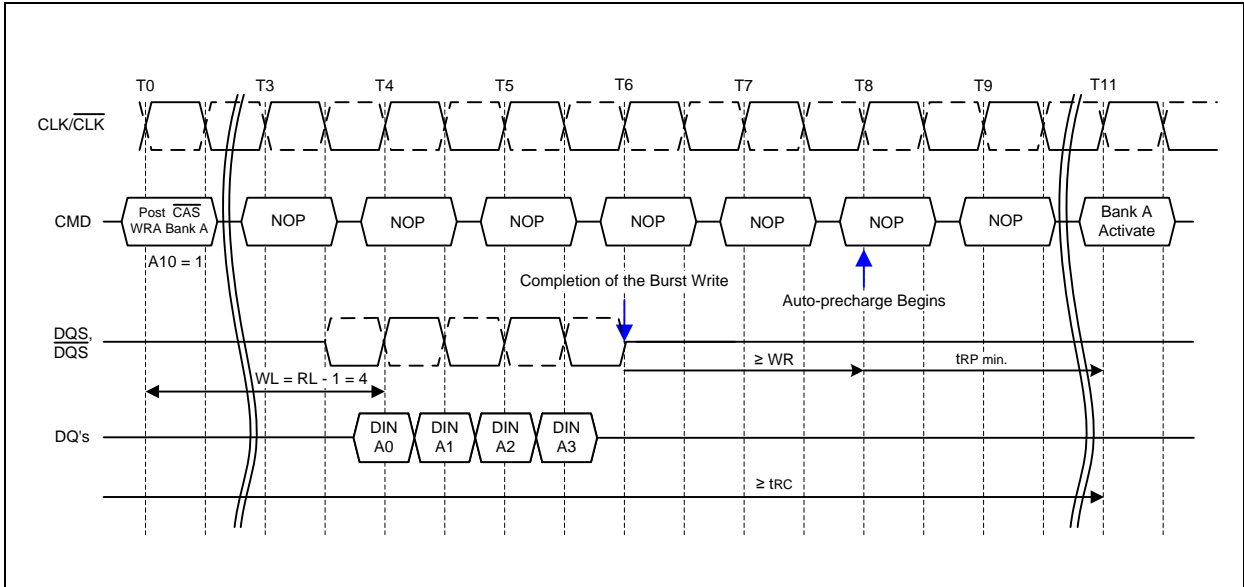 T0 T3 T4 T5 T6 T7 T8 T9 T11
CLK/CLK
CMD
Post CAS
WRA Bank A
NOP NOP NOP NOP NOP NOP NOP
Bank A
Activate
A10 = 1
Completion of the Burst Write
Auto-precharge Begins
DQS,
DQS
≥ WR
tRP min.
WL = RL - 1 = 4
DQ's
DIN
A0
DIN
A1
DIN
A2
DIN
A3
≥ tRC